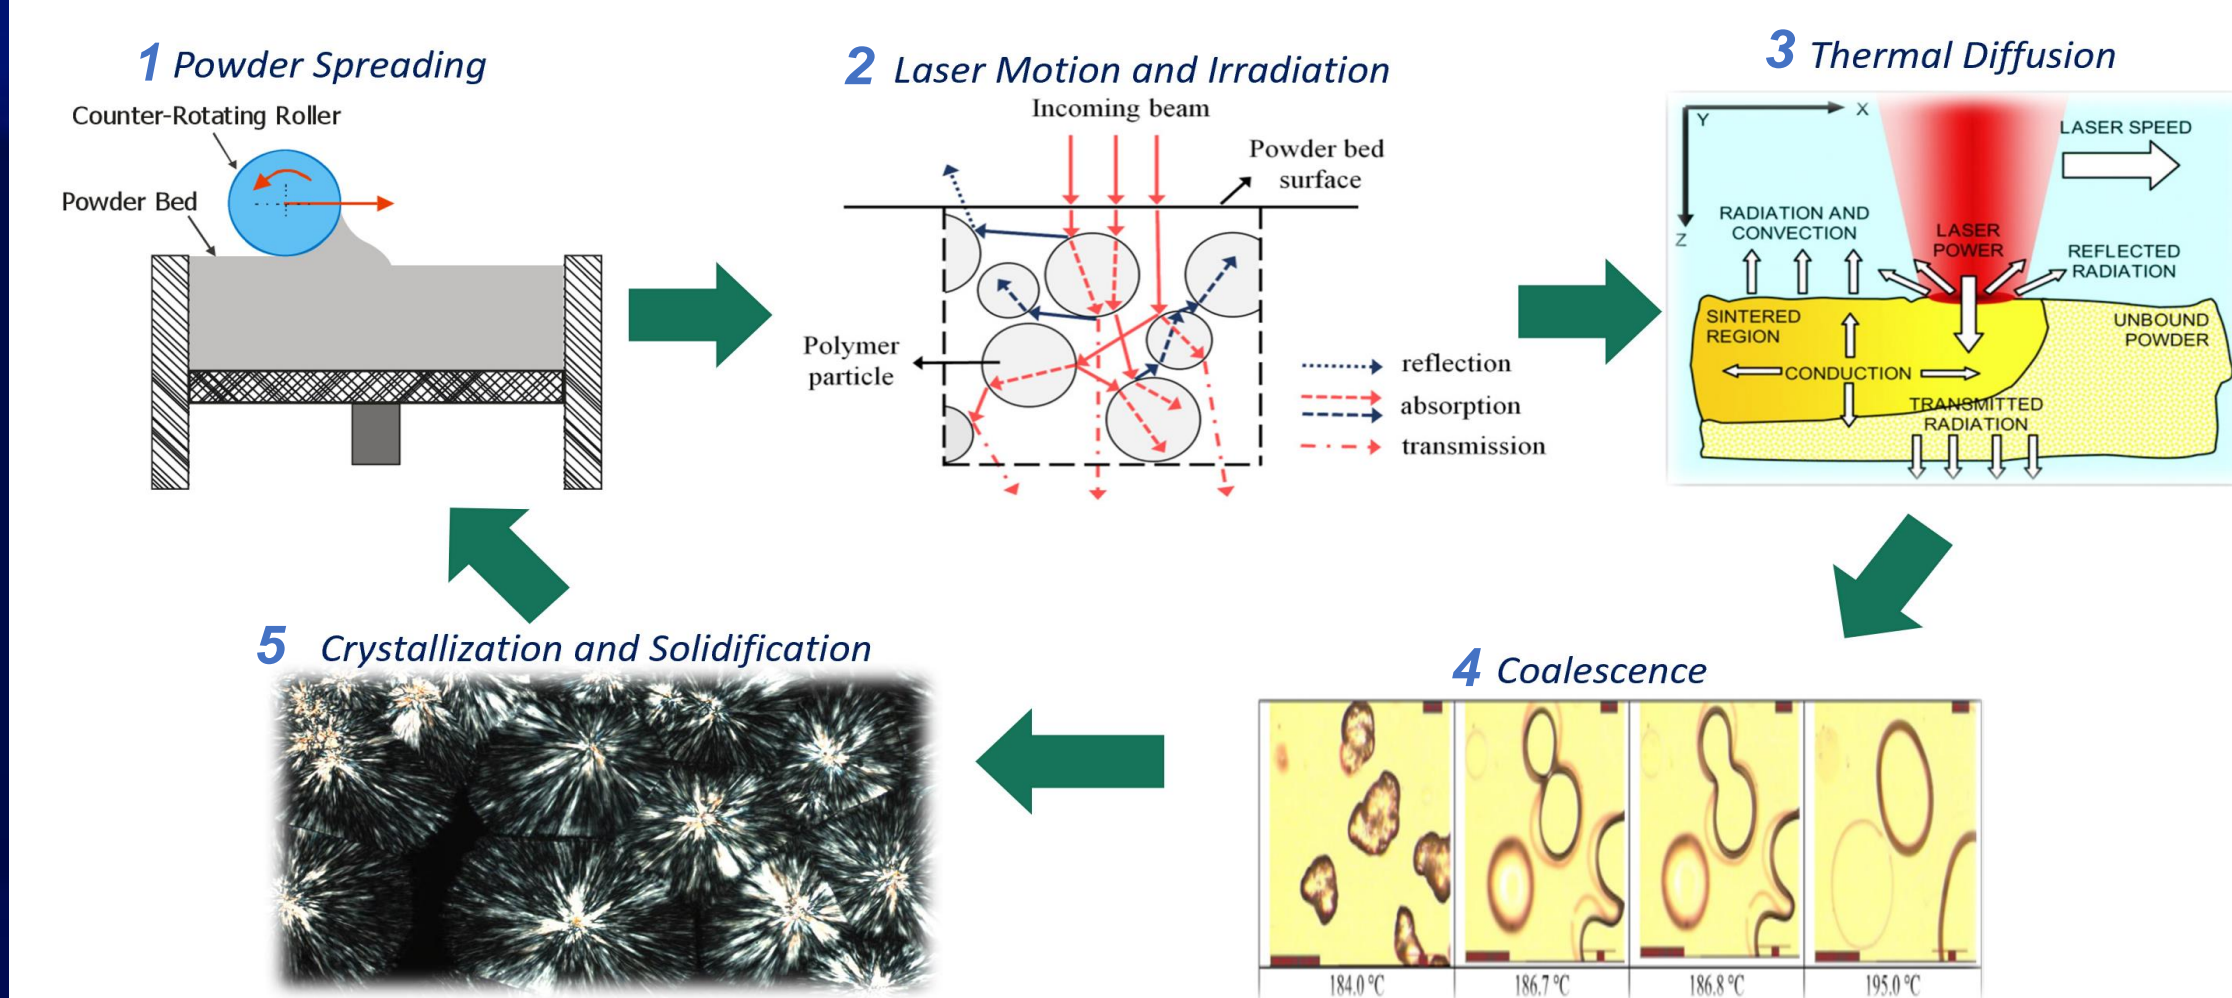 1 Powder Spreading
Counter-Rotating Roller
Powder Bed
2 Laser Motion and Irradiation
Incoming beam
Powder bed
surface
Polymer
particle
reflection
absorption
transmission
3 Thermal Diffusion
X
Y
Z
LASER SPEED
RADIATION AND
CONVECTION
LASER
POWER
REFLECTED
RADIATION
SINTERED
REGION
UNBOUND
POWDER
CONDUCTION
TRANSMITTED
RADIATION
4 Coalescence
184.0 °C
186.7 °C
186.8 °C
195.0 °C
5 Crystallization and Solidification